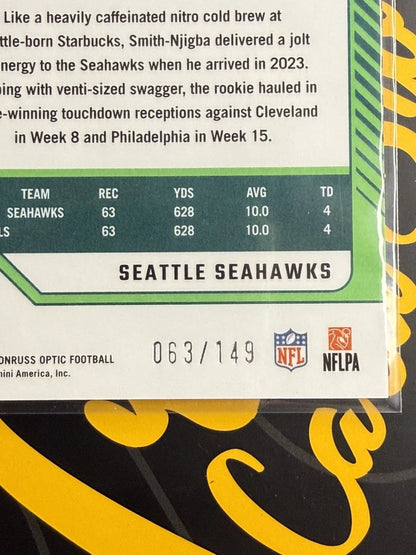 Like a heavily caffeinated nitro cold brew at
ttle-born Starbucks, Smith-Njigba delivered a jolt
nergy to the Seahawks when he arrived in 2023.
ping with venti-sized swagger, the rookie hauled in
e-winning touchdown receptions against Cleveland
in Week 8 and Philadelphia in Week 15.
TEAM REC YDS AVG TD
SEAHAWKS 63 628 10.0 4
LS 63 628 10.0 4
SEATTLE SEAHAWKS
ONRUSS OPTIC FOOTBALL
nini America, Inc.
063/149
NFL
NFLPA